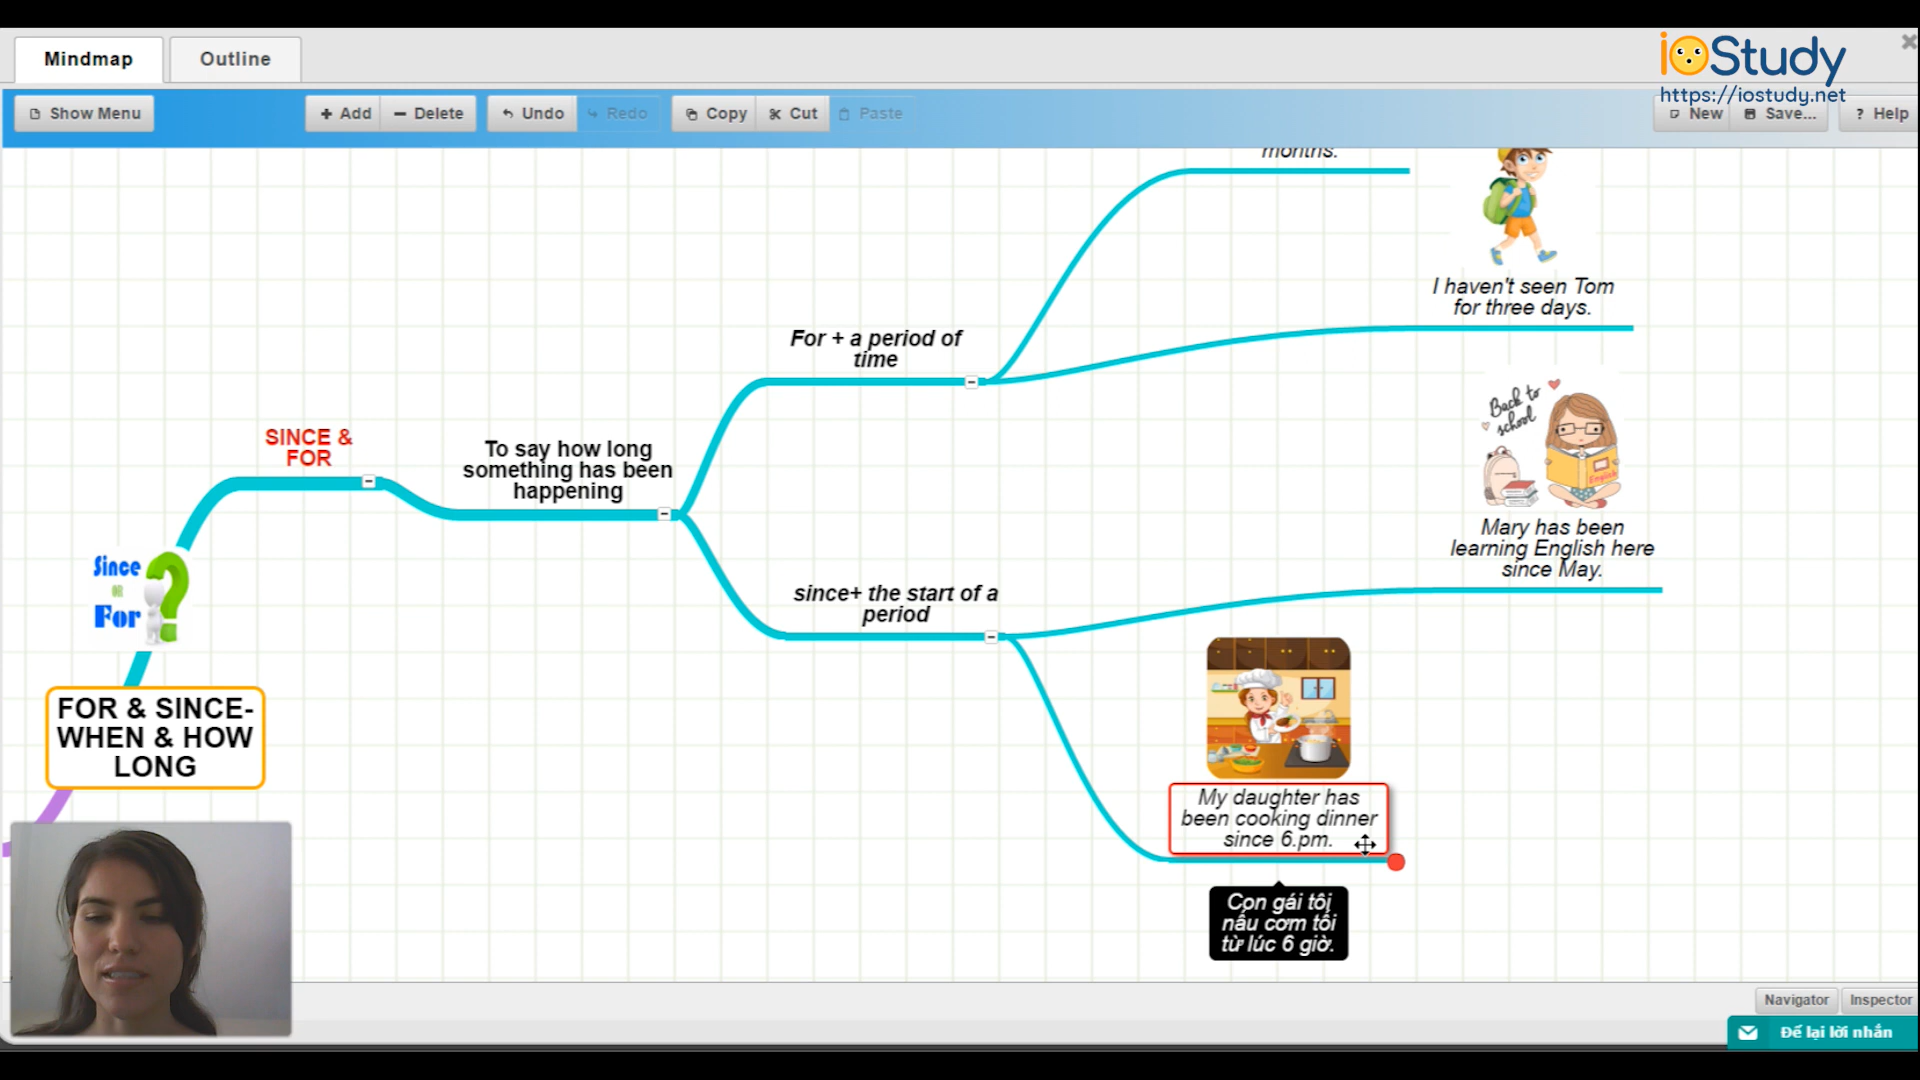 Mindmap
Outline
ioStudy
https://iostudy.net
Show Menu
Add
Delete
Undo
Redo
Copy
Cut
Paste
New
Save...
? Help
months.
I haven't seen Tom
for three days.
For + a period of
time
Back to
school
English
SINCE &
FOR
To say how long
something has been
happening
Mary has been
learning English here
since May.
Since
OR
For
since+ the start of a
period
FOR & SINCE-
WHEN & HOW
LONG
My daughter has
been cooking dinner
since 6.pm.
Con gái tôi
nấu cơm tối
từ lúc 6 giờ.
Navigator
Inspector
Để lại lời nhắn